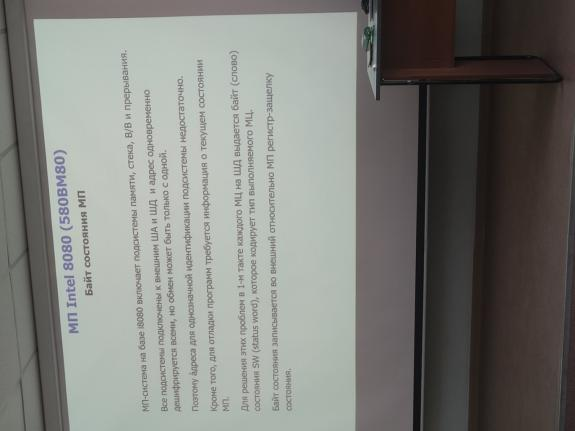 МП Intel 8080 (580ВМ80)
Байт состояния МП
МП-система на базе i8080 включает подсистемы памяти, стека, В/В и прерывания.
Все подсистемы подключены к внешним ША и ШД и адрес одновременно
дешифрируется всеми, но обмен может быть только с одной.
Поэтому адреса для однозначной идентификации подсистемы недостаточно.
Кроме того, для отладки программ требуется информация о текущем состоянии
МП.
Для решения этих проблем в 1-м такте каждого МЦ на ШД выдается байт (слово)
состояния SW (status word), которое кодирует тип выполняемого МЦ.
Байт состояния записывается во внешний относительно МП регистр-защелку
состояния.